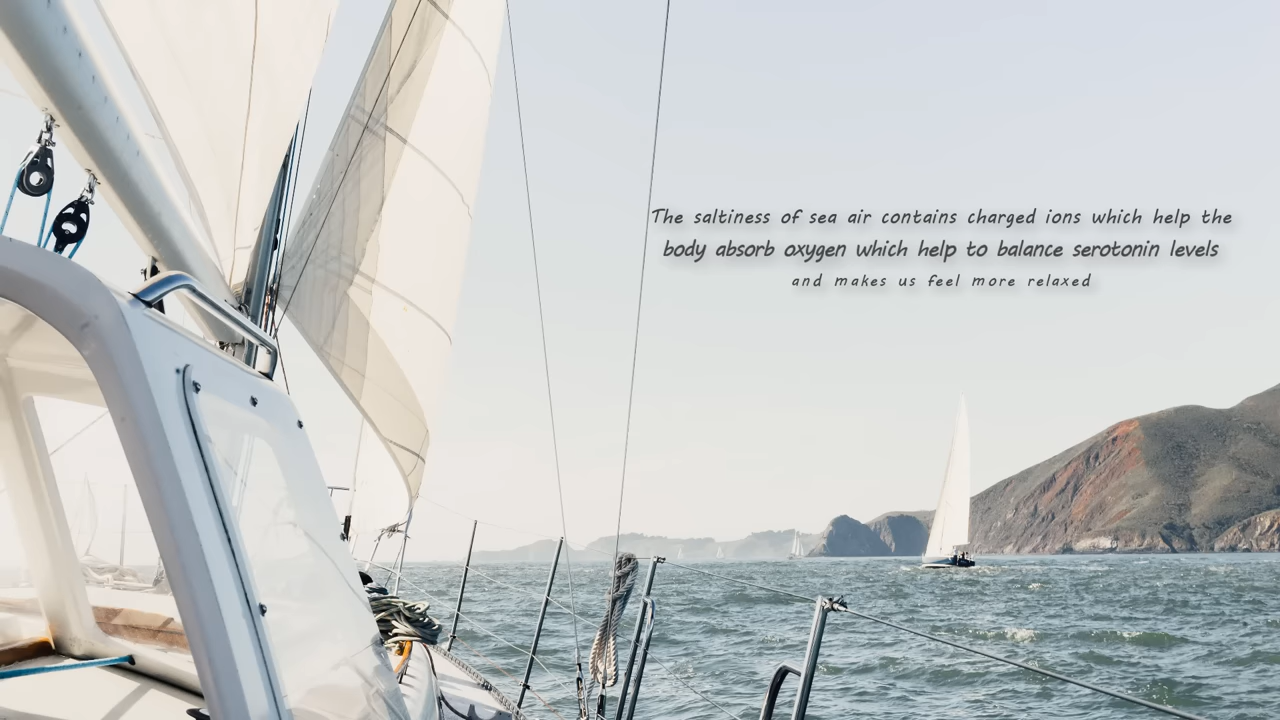 The saltiness of sea air contains charged ions which help the
body absorb oxygen which help to balance serotonin levels
and makes us feel more relaxed